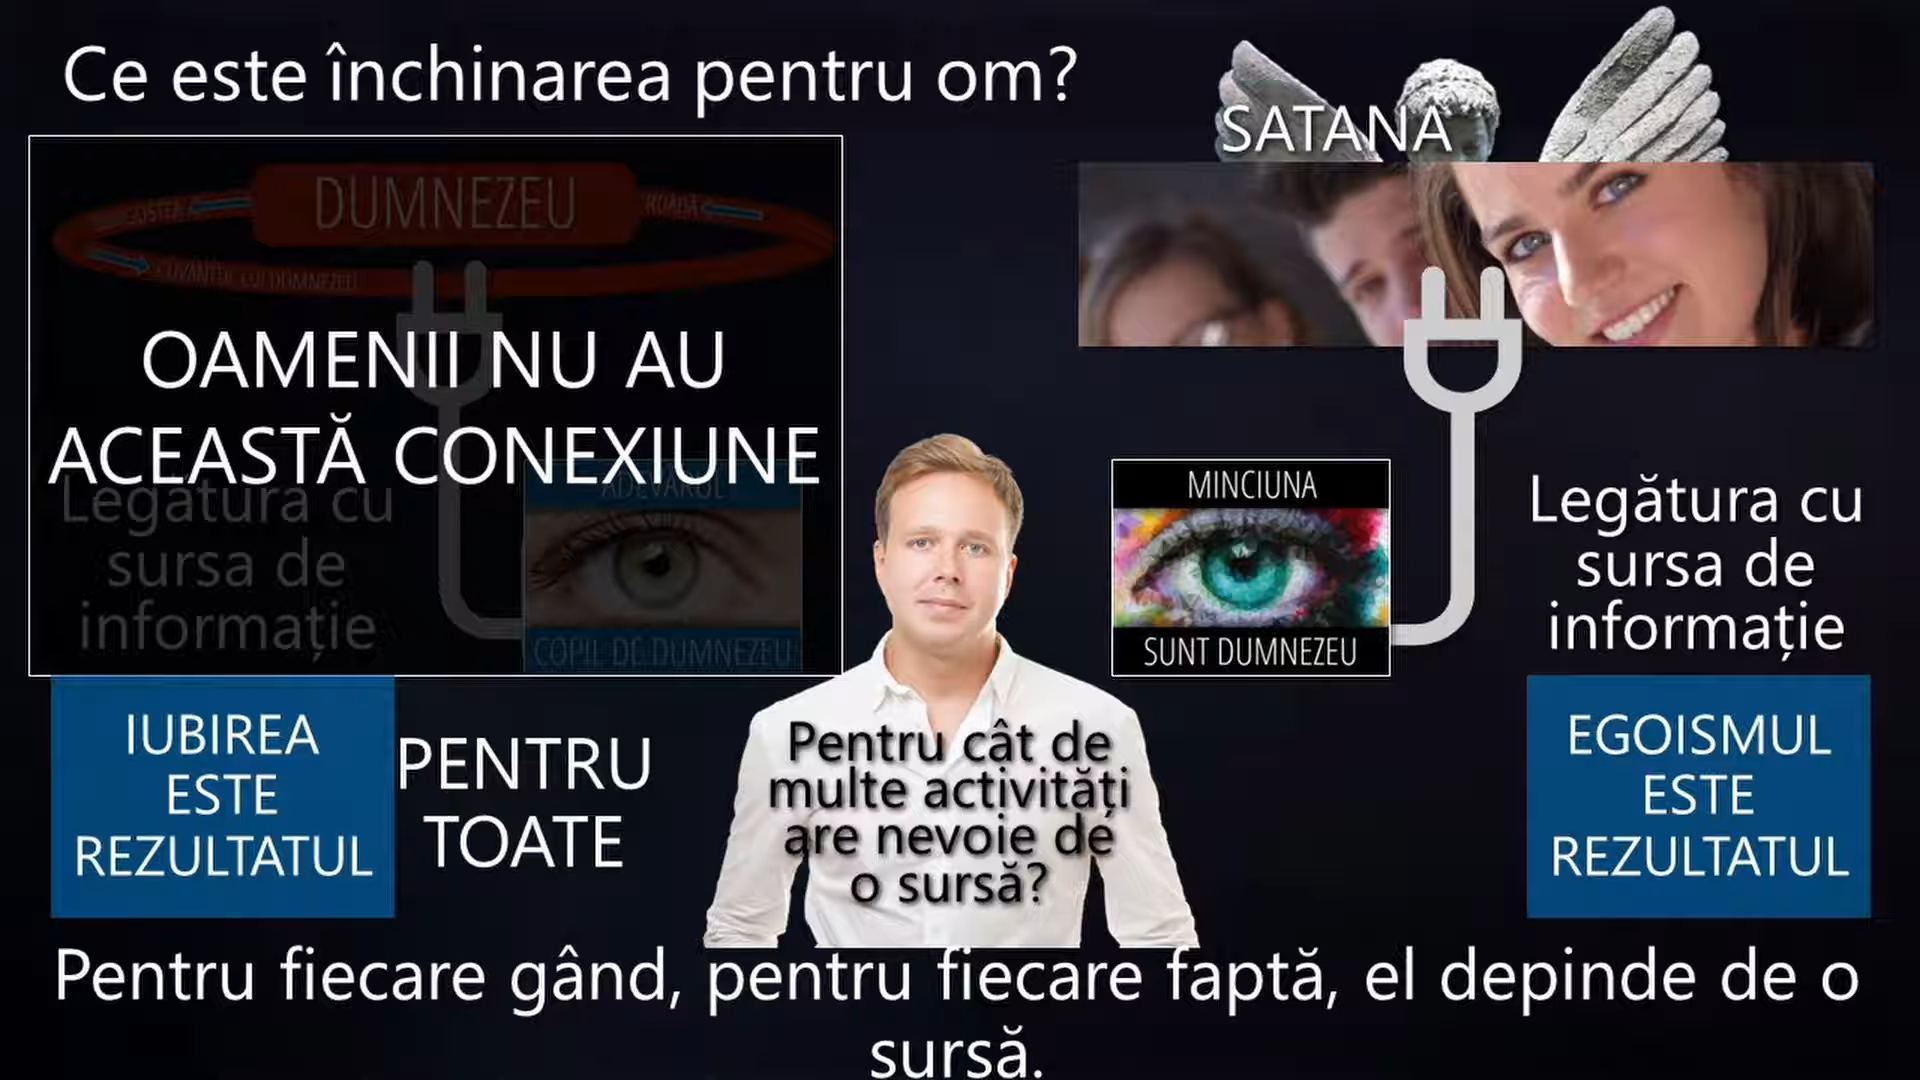 Ce este închinarea pentru om?
SATANA
DUMNEZEU
OAMENII NU AU
ACEASTĂ CONEXIUNE
ADEVĂRUL
Legătura cu
sursa de
informație
COPIL DE DUMNEZEU
MINCIUNA
SUNT DUMNEZEU
Legătura cu
sursa de
informație
IUBIREA
ESTE
REZULTATUL
PENTRU
TOATE
Pentru cât de
multe activități
are nevoie de
o sursă?
EGOISMUL
ESTE
REZULTATUL
Pentru fiecare gând, pentru fiecare faptă, el depinde de o
sursă.